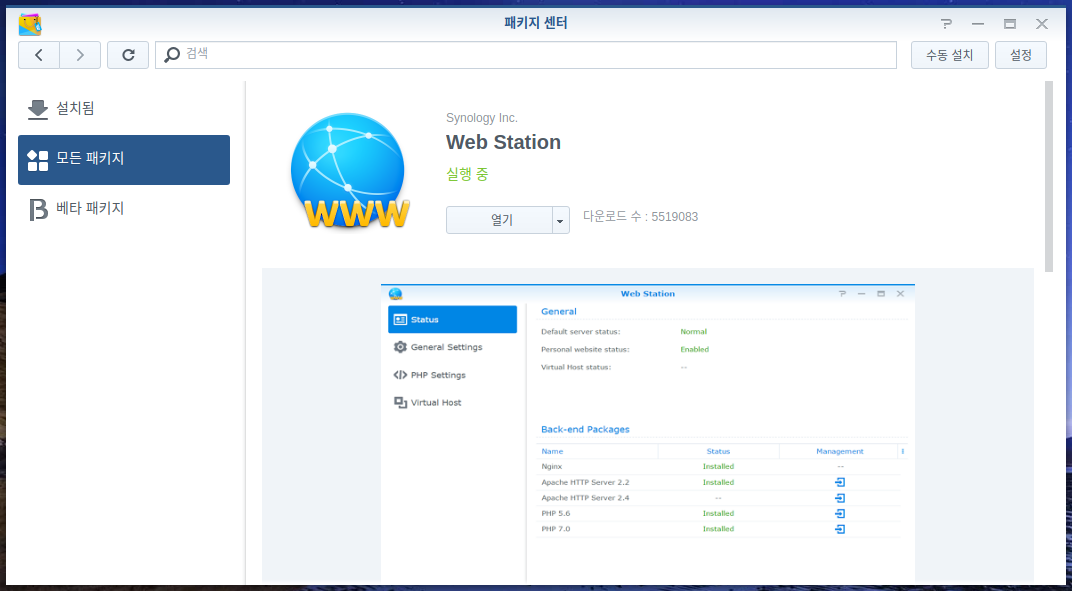 패키지 센터
검색
수동 설치
설정
설치됨
모든 패키지
베타 패키지
Synology Inc.
Web Station
실행 중
WWW
열기
다운로드 수 : 5519083
Web Station
Status
General Settings
PHP Settings
Virtual Host
General
Default server status: Normal
Personal website status: Enabled
Virtual Host status: --
Back-end Packages
Name Status Management
Nginx Installed --
Apache HTTP Server 2.2 Installed
Apache HTTP Server 2.4 --
PHP 5.6 Installed
PHP 7.0 Installed